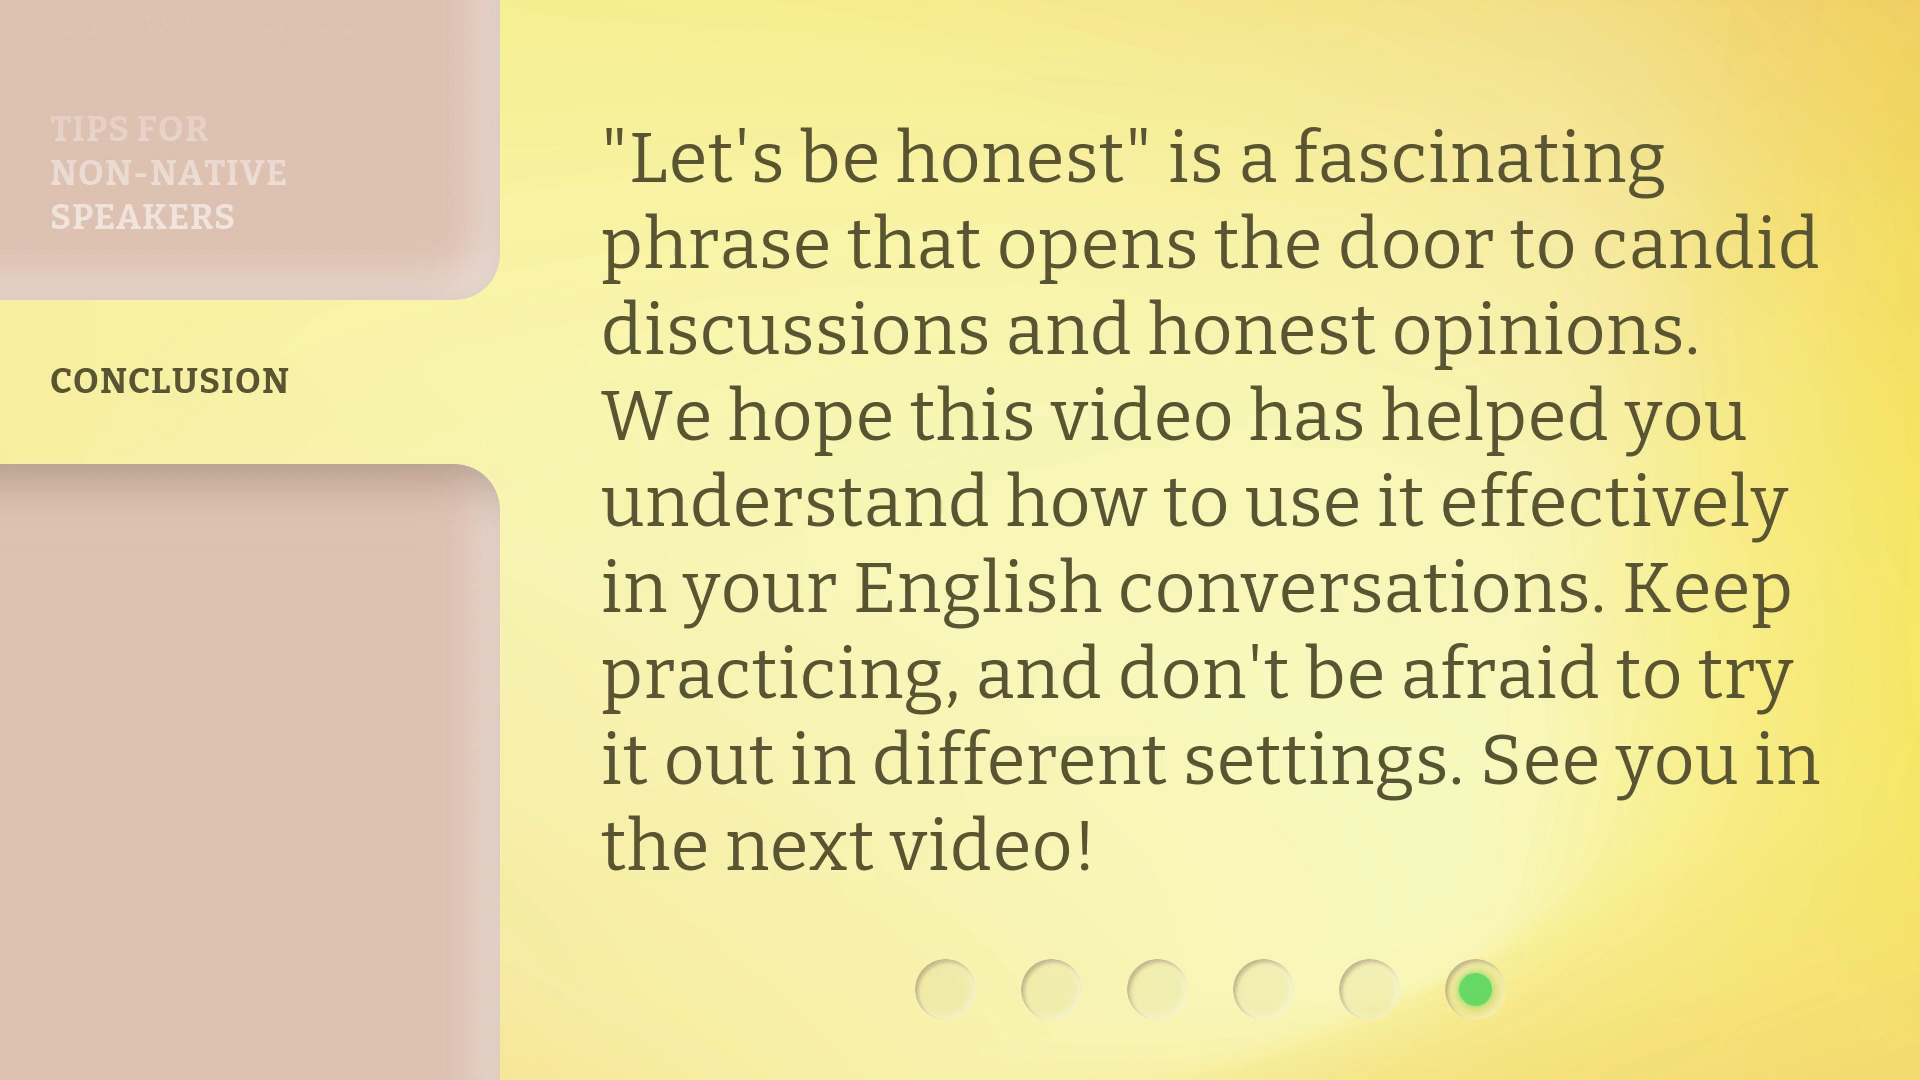 TIPS FOR
NON-NATIVE
SPEAKERS
CONCLUSION
"Let's be honest" is a fascinating
phrase that opens the door to candid
discussions and honest opinions.
We hope this video has helped you
understand how to use it effectively
in your English conversations. Keep
practicing, and don't be afraid to try
it out in different settings. See you in
the next video!